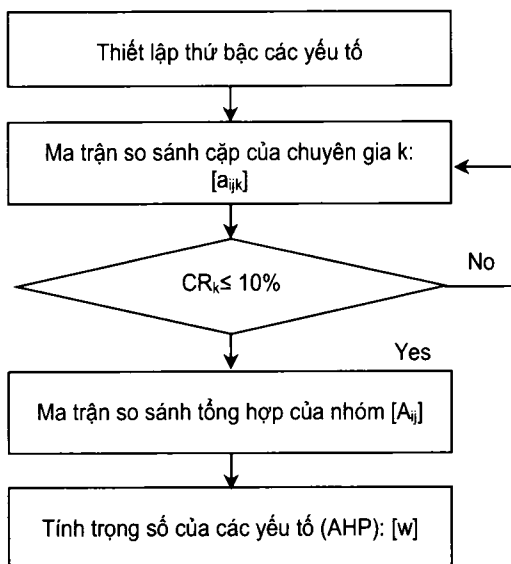 Thiết lập thứ bậc các yếu tố
Ma trận so sánh cặp của chuyên gia k:
[aijk]
CRk≤ 10%
No
Yes
Ma trận so sánh tổng hợp của nhóm [Aij]
Tính trọng số của các yếu tố (AHP): [w]